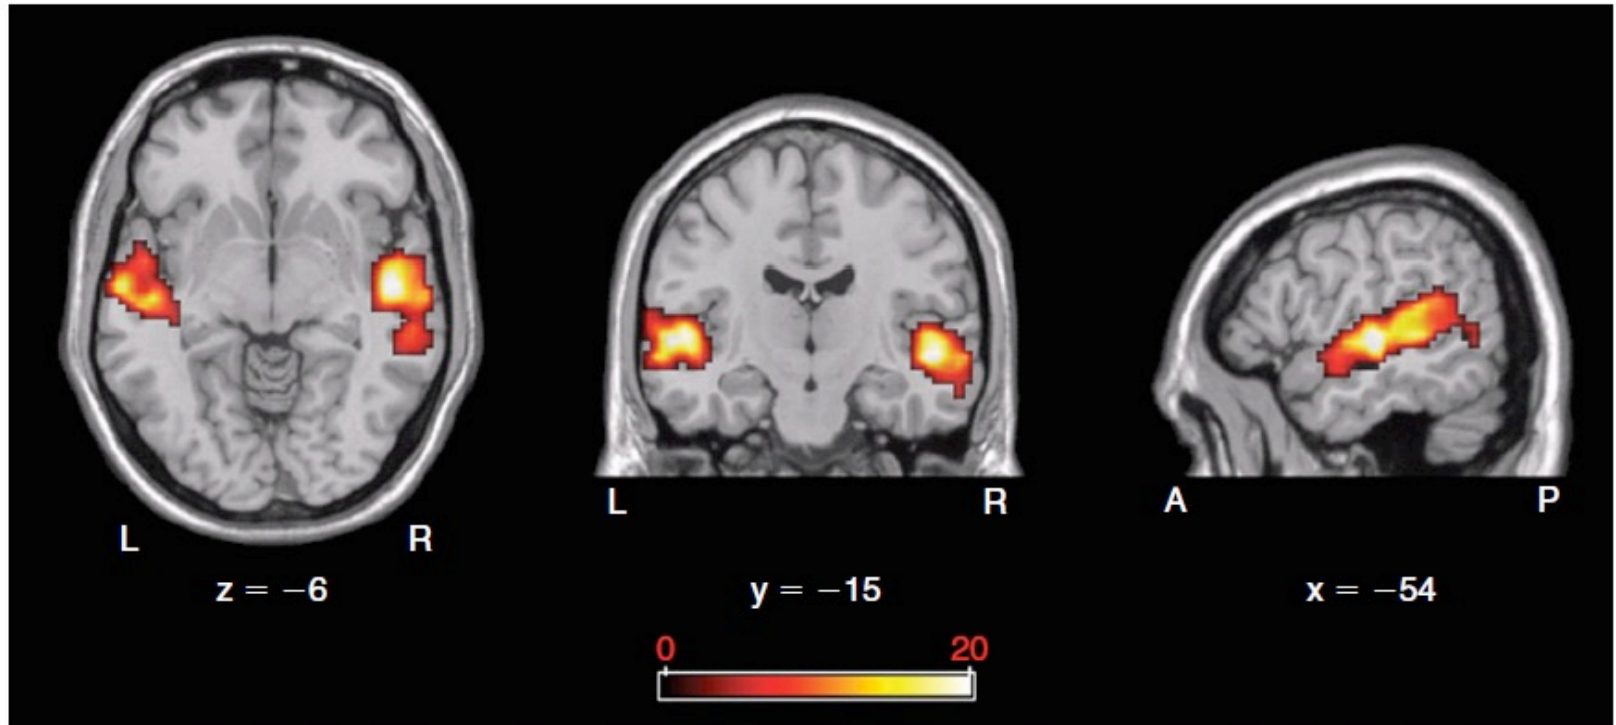 L R
z = −6
L R
y = −15
A P
x = −54
0 20